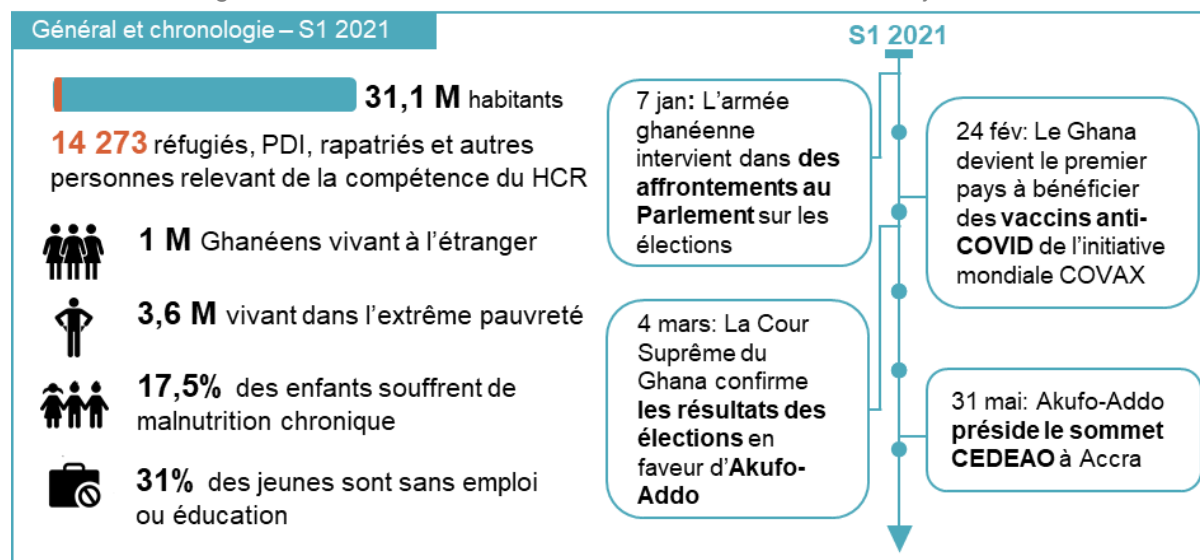 Général et chronologie – S1 2021
31,1 M habitants
14 273 réfugiés, PDI, rapatriés et autres
personnes relevant de la compétence du HCR
1 M Ghanéens vivant à l’étranger
3,6 M vivant dans l’extrême pauvreté
17,5% des enfants souffrent de
malnutrition chronique
31% des jeunes sont sans emploi
ou éducation
S1 2021
7 jan: L’armée
ghanéenne
intervient dans des
affrontements au
Parlement sur les
élections
24 fév: Le Ghana
devient le premier
pays à bénéficier
des vaccins anti-
COVID de l’initiative
mondiale COVAX
4 mars: La Cour
Suprême du
Ghana confirme
les résultats des
élections en
faveur d’Akufo-
Addo
31 mai: Akufo-Addo
préside le sommet
CEDEAO à Accra